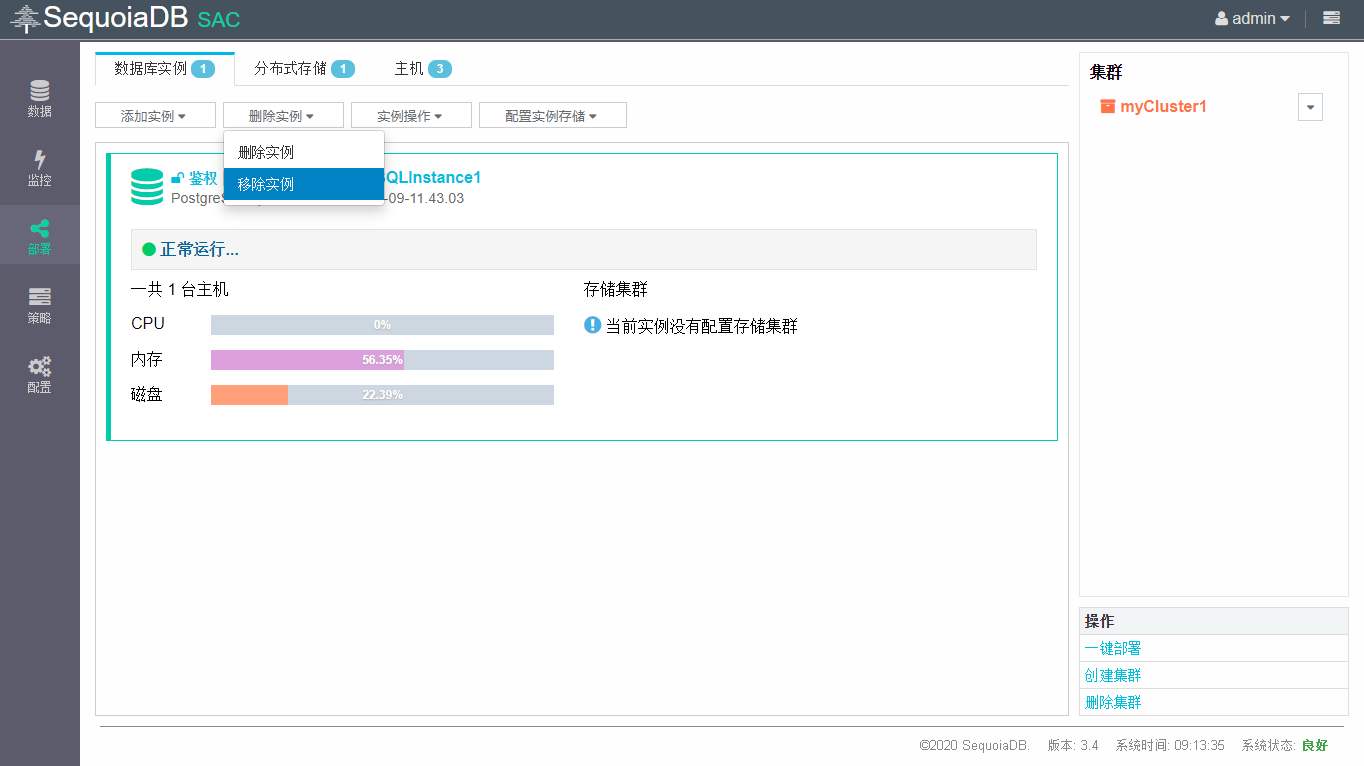 SequoiaDB SAC
admin
数据
监控
部署
策略
配置
数据库实例 1
分布式存储 1
主机 3
添加实例
删除实例
实例操作
配置实例存储
删除实例
移除实例
鉴权
QLInstance1
PostgreS
-09-11.43.03
正常运行...
一共 1 台主机
CPU 0%
内存 56.35%
磁盘 22.39%
存储集群
当前实例没有配置存储集群
集群
myCluster1
操作
一键部署
创建集群
删除集群
©2020 SequoiaDB. 版本: 3.4 系统时间: 09:13:35 系统状态: 良好